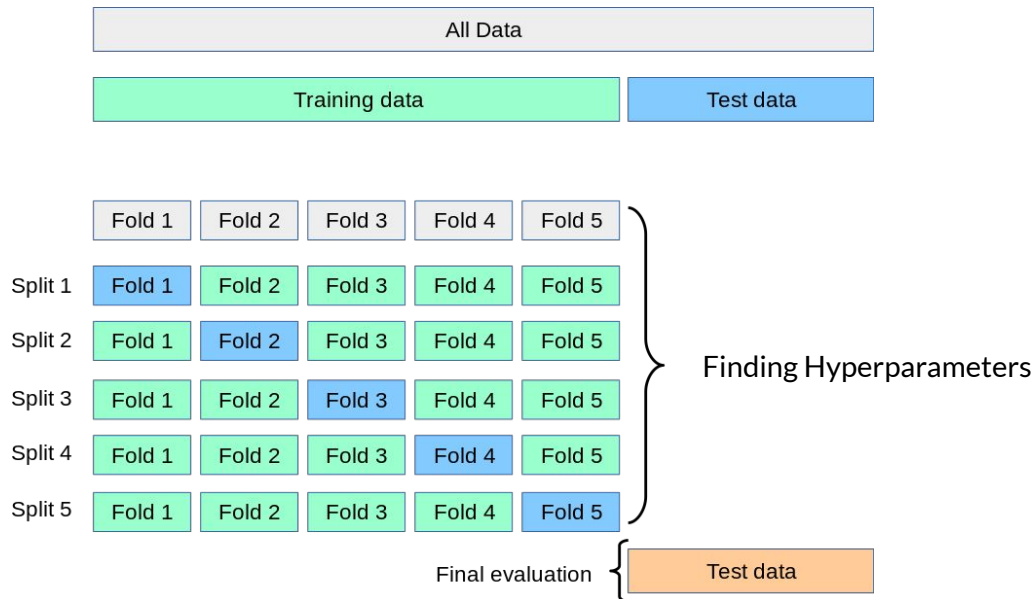 All Data
Training data Test data
Fold 1 Fold 2 Fold 3 Fold 4 Fold 5
Split 1 Fold 1 Fold 2 Fold 3 Fold 4 Fold 5
Split 2 Fold 1 Fold 2 Fold 3 Fold 4 Fold 5
Finding Hyperparameters
Split 3 Fold 1 Fold 2 Fold 3 Fold 4 Fold 5
Split 4 Fold 1 Fold 2 Fold 3 Fold 4 Fold 5
Split 5 Fold 1 Fold 2 Fold 3 Fold 4 Fold 5
Final evaluation Test data